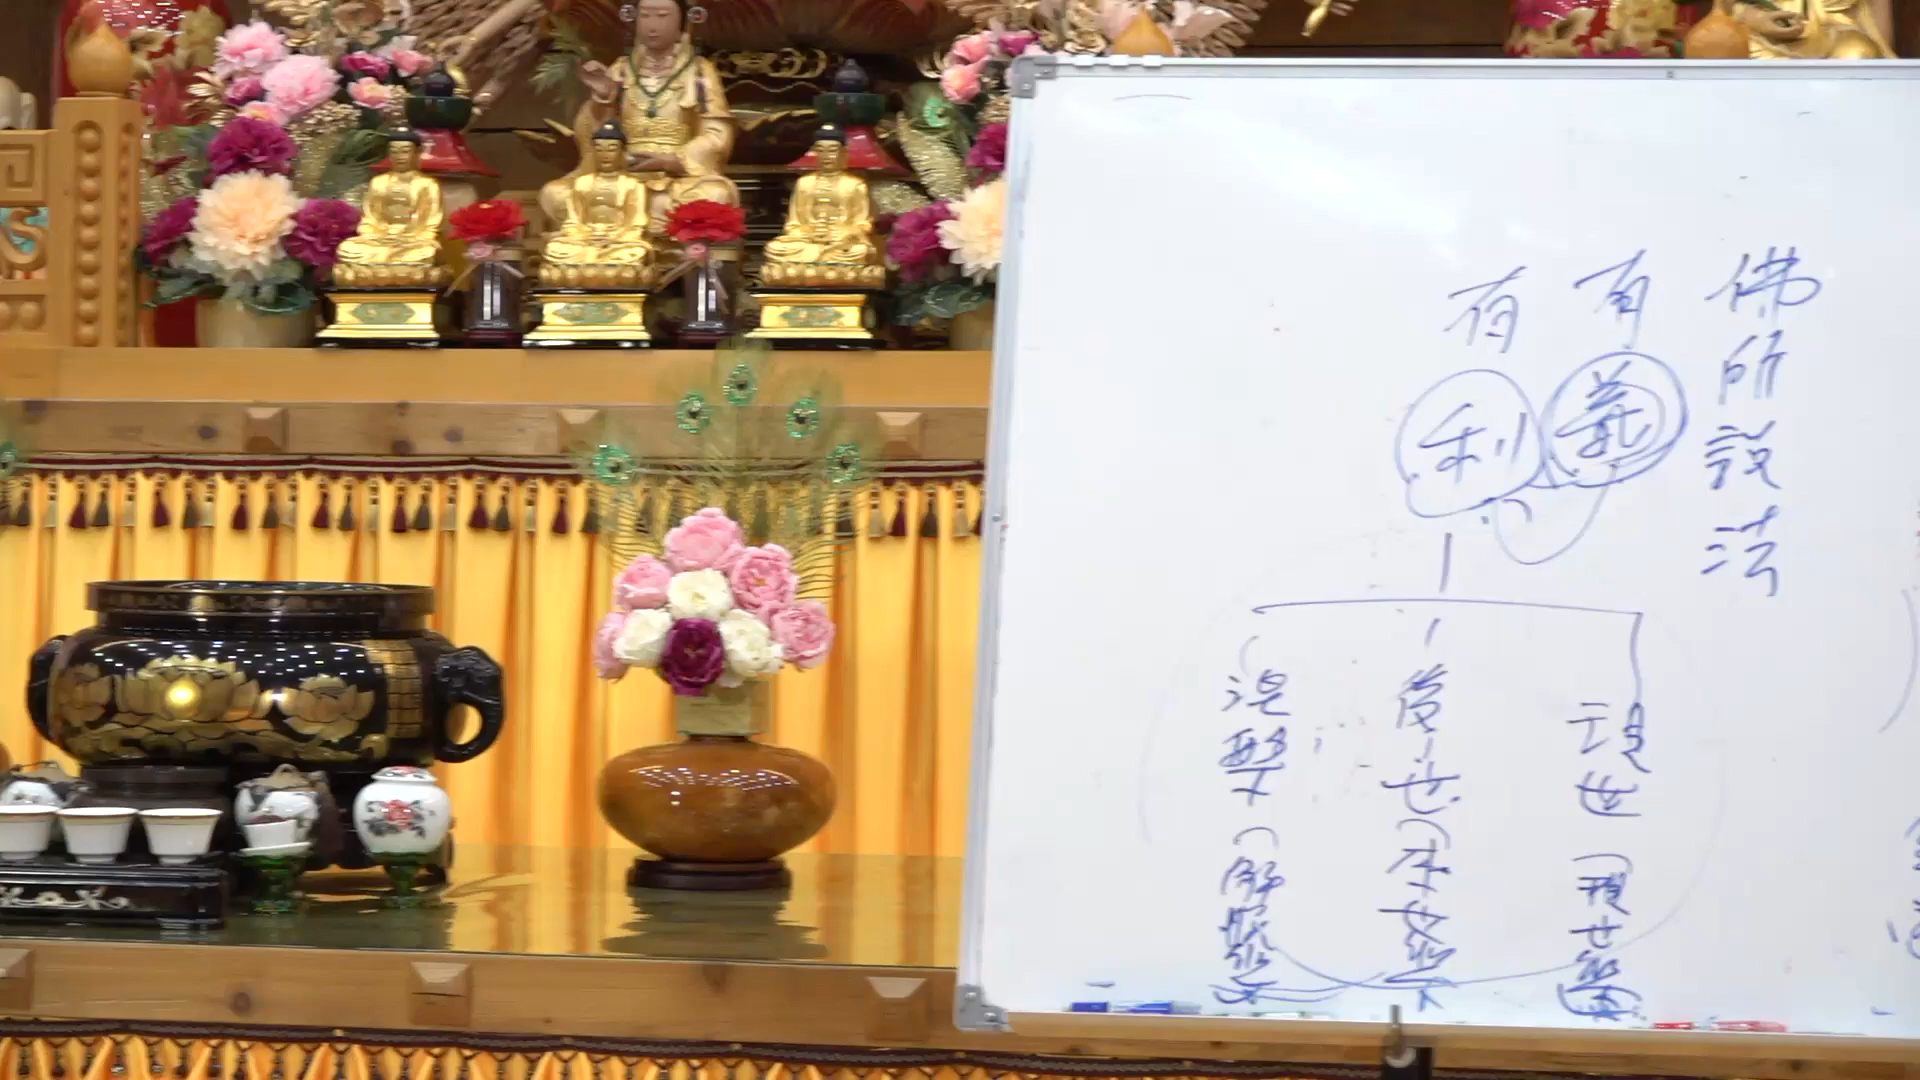 佛所說法
有義
有利
現世（現世樂
後世（來世樂
涅槃（解脫樂